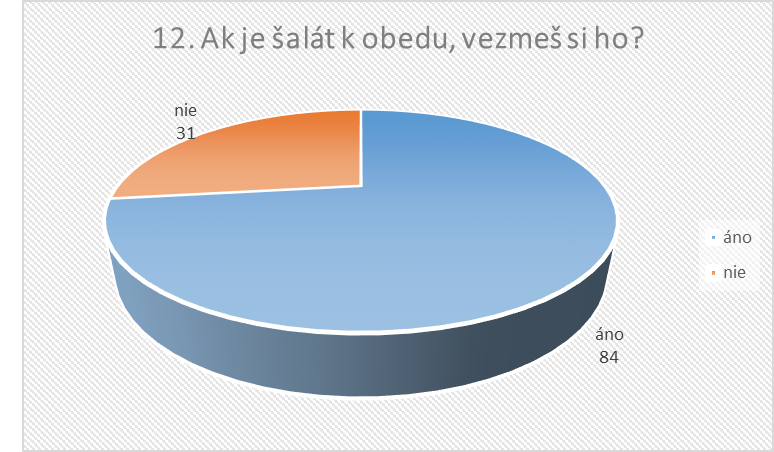 12. Ak je šalát k obedu, vezmeš si ho?
nie
31
áno
nie
áno
84